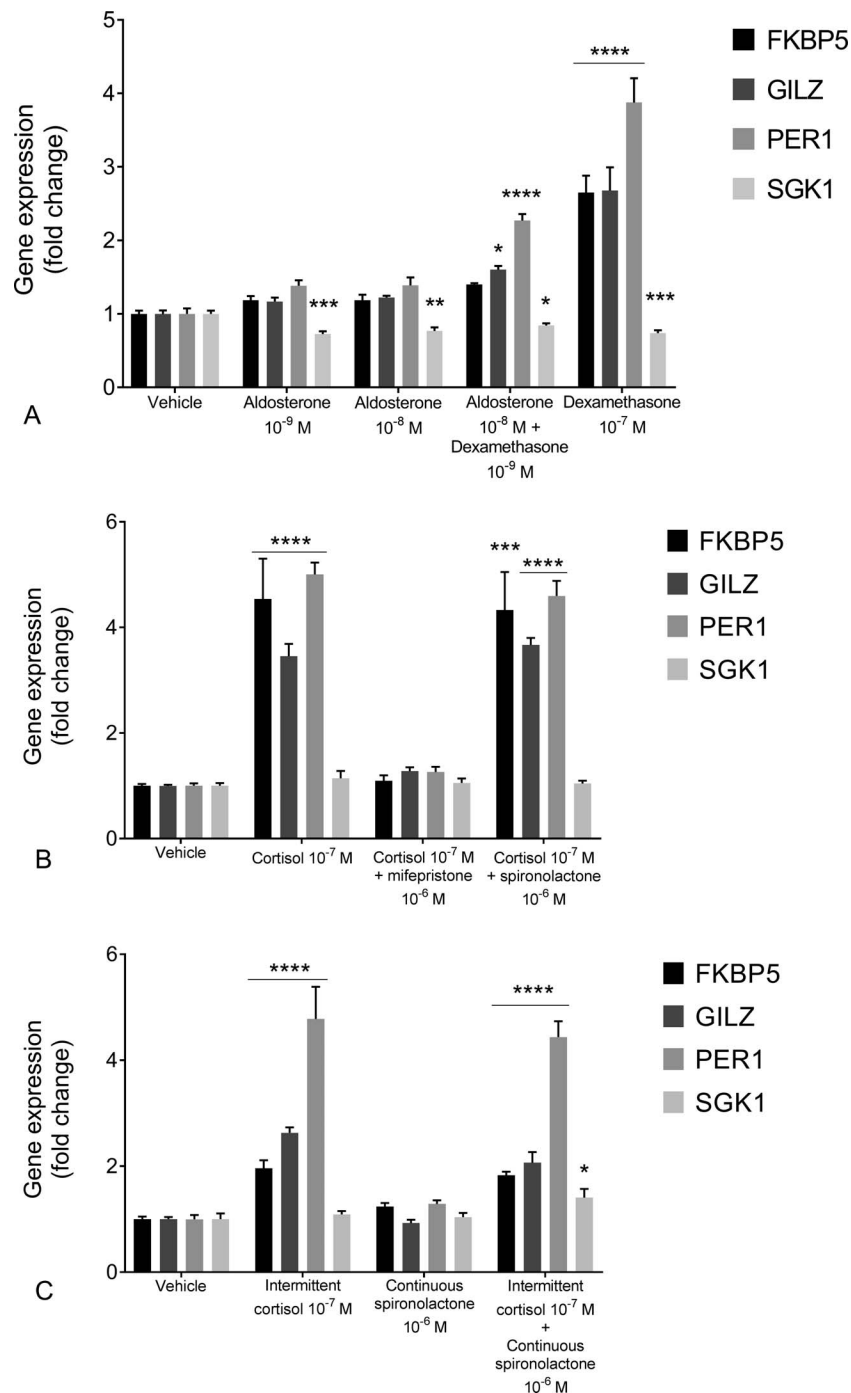 5
4
3
2
1
0
Gene expression
(fold change)
***
**
*
****
*
****
***
FKBP5
GILZ
PER1
SGK1
Vehicle
Aldosterone
10⁻⁹ M
Aldosterone
10⁻⁸ M
Aldosterone
10⁻⁸ M +
Dexamethasone
10⁻⁹ M
Dexamethasone
10⁻⁷ M
A
6
4
2
0
Gene expression
(fold change)
****
***
****
FKBP5
GILZ
PER1
SGK1
Vehicle
Cortisol 10⁻⁷ M
Cortisol 10⁻⁷ M
+ mifepristone
10⁻⁶ M
Cortisol 10⁻⁷ M
+ spironolactone
10⁻⁶ M
B
6
4
2
0
Gene expression
(fold change)
****
****
*
FKBP5
GILZ
PER1
SGK1
Vehicle
Intermittent
cortisol 10⁻⁷ M
Continuous
spironolactone
10⁻⁶ M
Intermittent
cortisol 10⁻⁷ M
+
Continuous
spironolactone
10⁻⁶ M
C